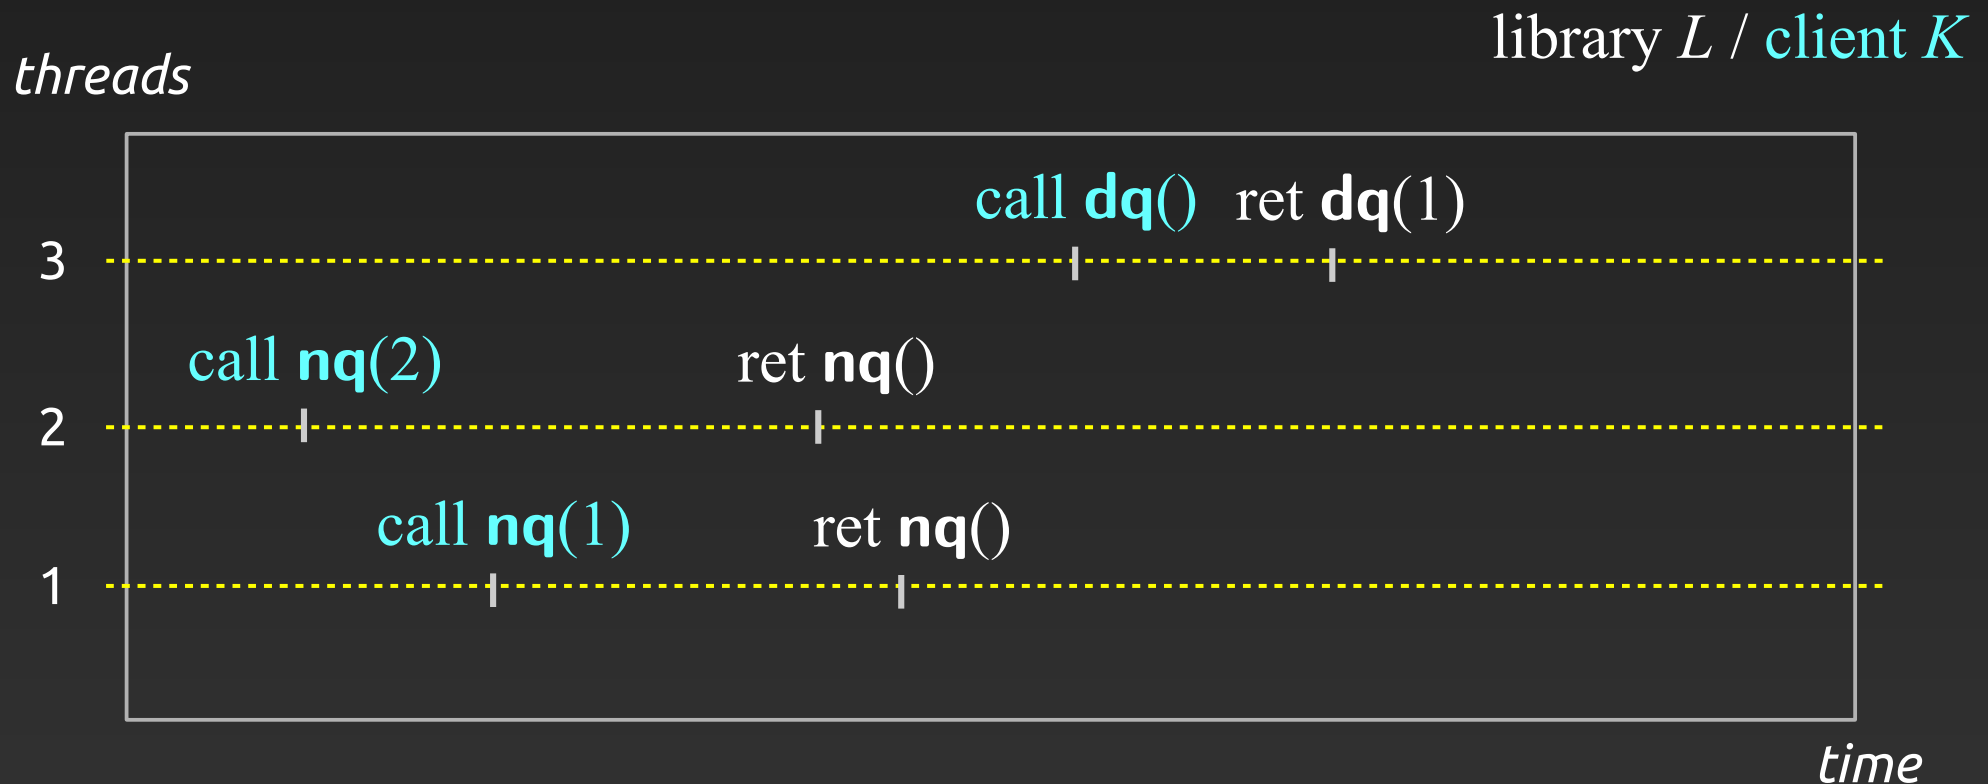 library L / client K
threads
call dq() ret dq(1)
3
call nq(2) ret nq()
2
call nq(1) ret nq()
1
time